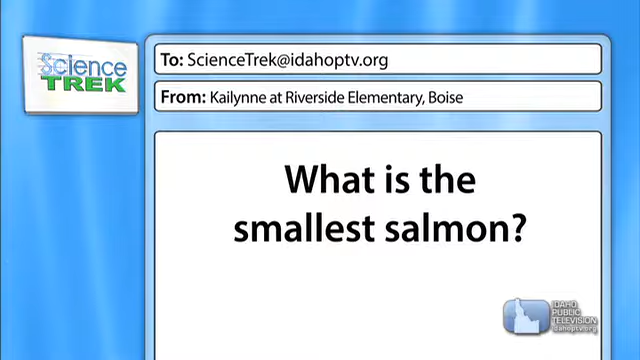 Science
TREK
To: ScienceTrek@idahoptv.org
From: Kailynne at Riverside Elementary, Boise
What is the
smallest salmon?
IDAHO
PUBLIC
TELEVISION
idahoptv.org